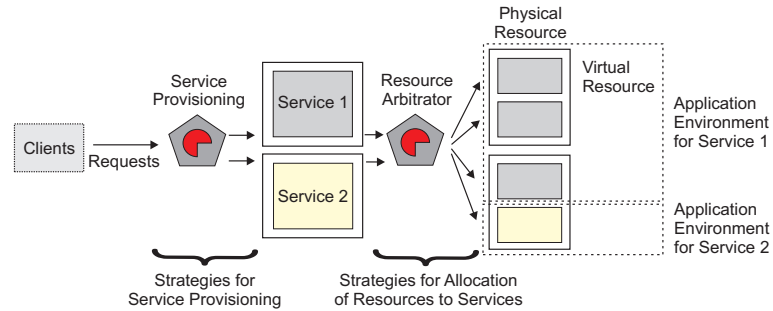 Physical
Resource
Service
Provisioning
Service 1
Resource
Arbitrator
Virtual
Resource
Application
Environment
for Service 1
Clients
Requests
Service 2
Application
Environment
for Service 2
Strategies for
Service Provisioning
Strategies for Allocation
of Resources to Services